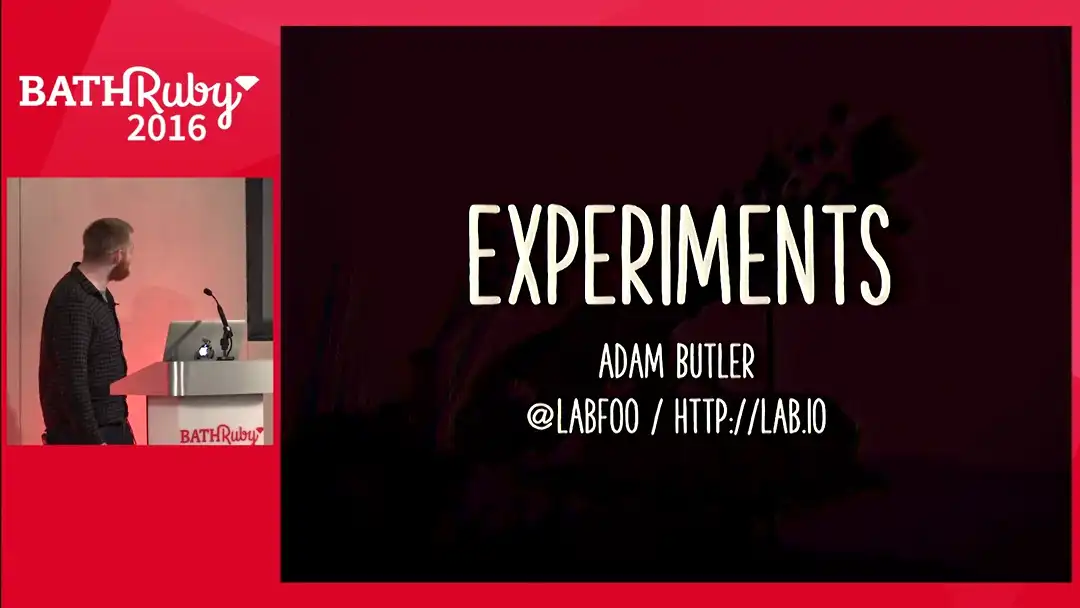 BATHRuby
2016
EXPERIMENTS
ADAM BUTLER
@LABFOO / HTTP://LAB.IO
BATHRuby